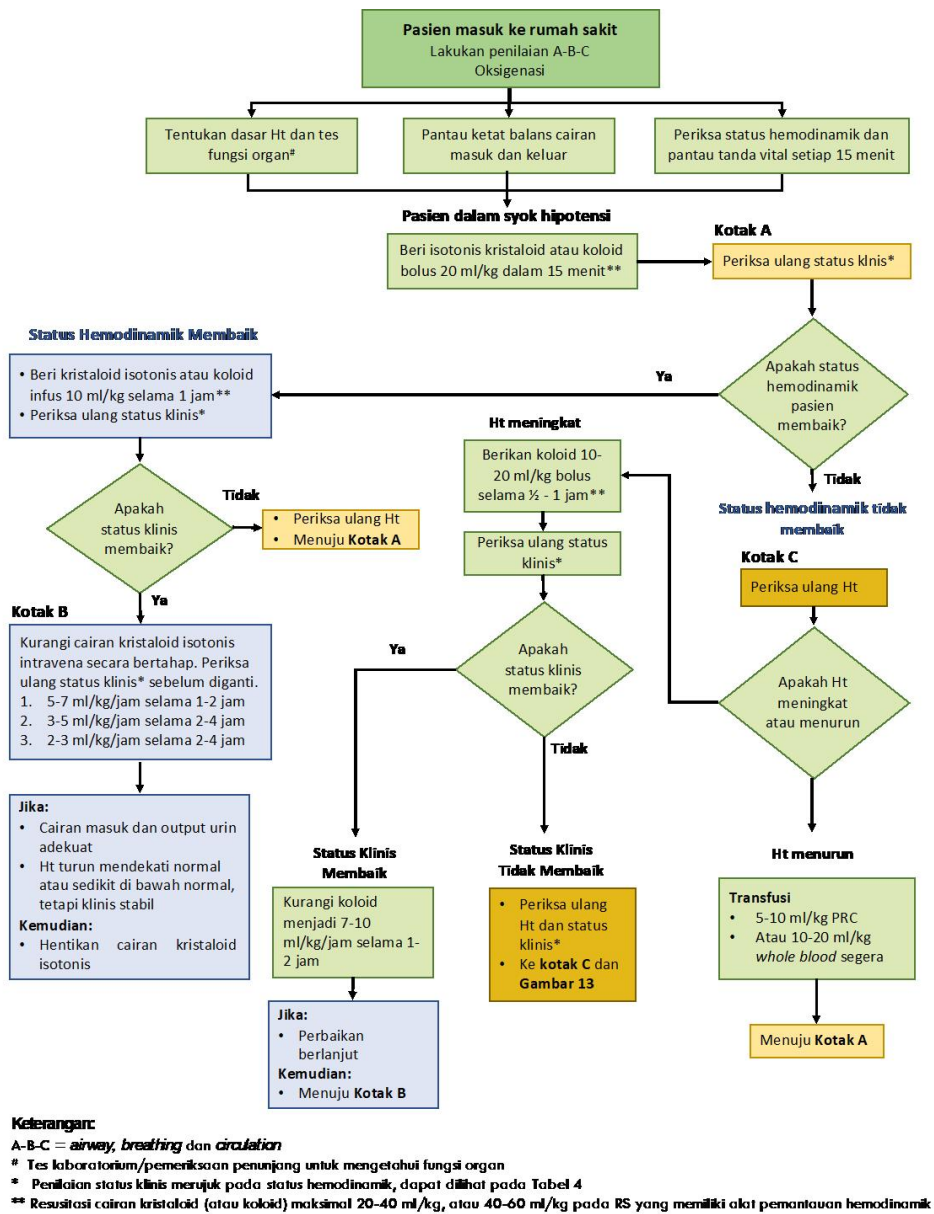 Pasien masuk ke rumah sakit
Lakukan penilaian A-B-C
Oksigenasi
Tentukan dasar Ht dan tes
fungsi organ#
Pantau ketat balans cairan
masuk dan keluar
Periksa status hemodinamik dan
pantau tanda vital setiap 15 menit
Pasien dalam syok hipotensi
Beri isotonis kristaloid atau koloid
bolus 20 ml/kg dalam 15 menit**
Kotak A
Periksa ulang status klnis*
Apakah status
hemodinamik
pasien
membaik?
Ya
Tidak
Status Hemodinamik Membaik
• Beri kristaloid isotonis atau koloid
infus 10 ml/kg selama 1 jam**
• Periksa ulang status klinis*
Apakah
status klinis
membaik?
Tidak
• Periksa ulang Ht
• Menuju Kotak A
Ya
Kotak B
Kurangi cairan kristaloid isotonis
intravena secara bertahap. Periksa
ulang status klinis* sebelum diganti.
1. 5-7 ml/kg/jam selama 1-2 jam
2. 3-5 ml/kg/jam selama 2-4 jam
3. 2-3 ml/kg/jam selama 2-4 jam
Jika:
• Cairan masuk dan output urin
adekuat
• Ht turun mendekati normal
atau sedikit di bawah normal,
tetapi klinis stabil
Kemudian:
• Hentikan cairan kristaloid
isotonis
Ht meningkat
Berikan koloid 10-
20 ml/kg bolus
selama ½ - 1 jam**
Periksa ulang status
klinis*
Apakah
status klinis
membaik?
Ya
Tidak
Status Klinis
Membaik
Kurangi koloid
menjadi 7-10
ml/kg/jam selama 1-
2 jam
Jika:
• Perbaikan
berlanjut
Kemudian:
• Menuju Kotak B
Status Klinis
Tidak Membaik
• Periksa ulang
Ht dan status
klinis*
• Ke kotak C dan
Gambar 13
Status hemodinamik tidak
membaik
Kotak C
Periksa ulang Ht
Apakah Ht
meningkat
atau menurun
Ht menurun
Transfusi
• 5-10 ml/kg PRC
• Atau 10-20 ml/kg
whole blood segera
Menuju Kotak A
Keterangan:
A-B-C = airway, breathing dan circulation
# Tes laboratorium/pemeriksaan penunjang untuk mengetahui fungsi organ
* Penilaian status klinis merujuk pada status hemodinamik, dapat dilihat pada Tabel 4
** Resusitasi cairan kristaloid (atau koloid) maksimal 20-40 ml/kg, atau 40-60 ml/kg pada RS yang memiliki alat pemantauan hemodinamik